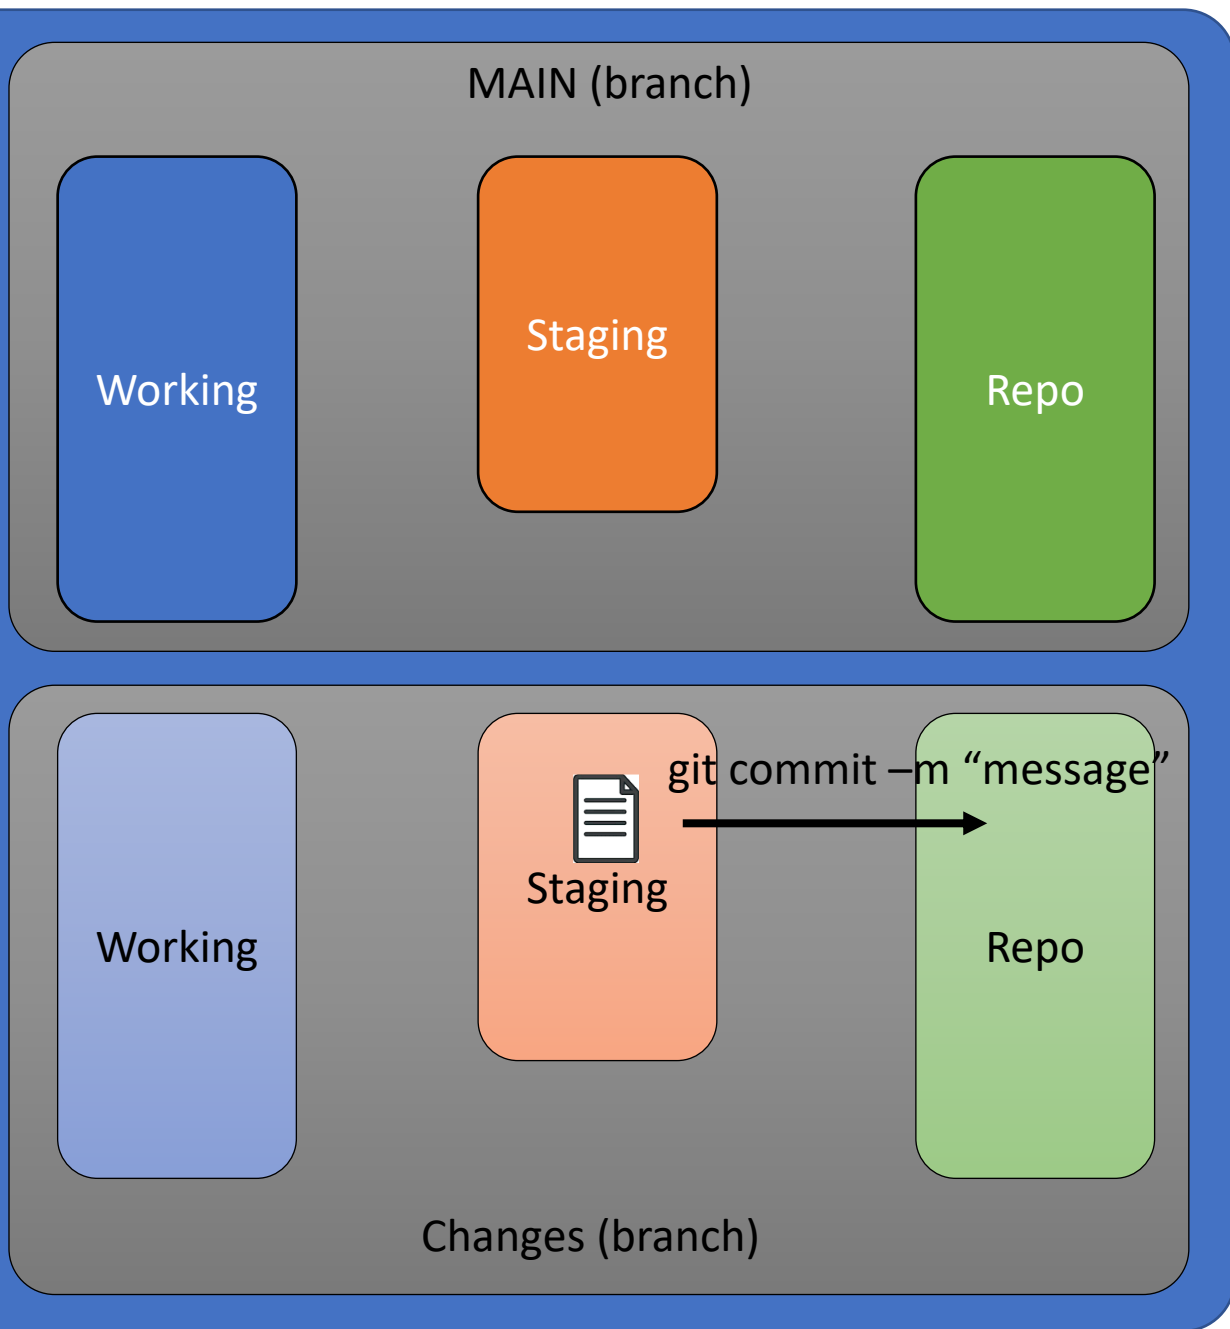 MAIN (branch)
Working
Staging
Repo
git commit –m “message”
Staging
Working
Repo
Changes (branch)